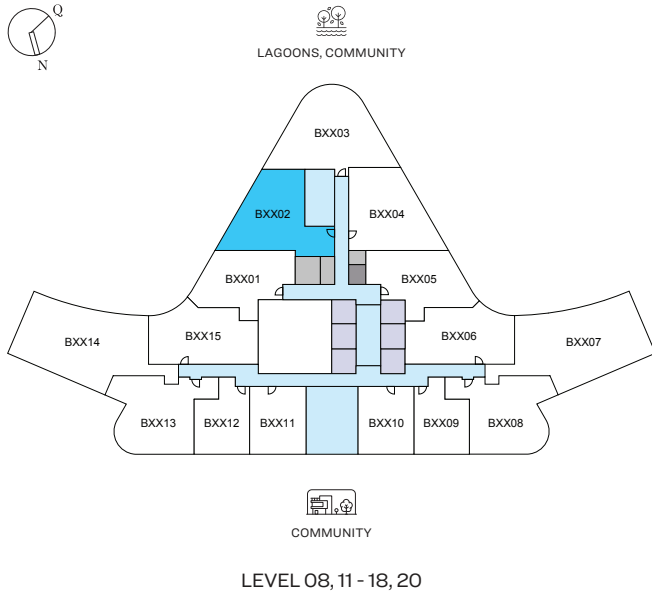 Q
N
LAGOONS, COMMUNITY
BXX03
BXX02
BXX04
BXX01
BXX05
BXX14
BXX15
BXX06
BXX07
BXX13
BXX12
BXX11
BXX10
BXX09
BXX08
COMMUNITY
LEVEL 08, 11 - 18, 20